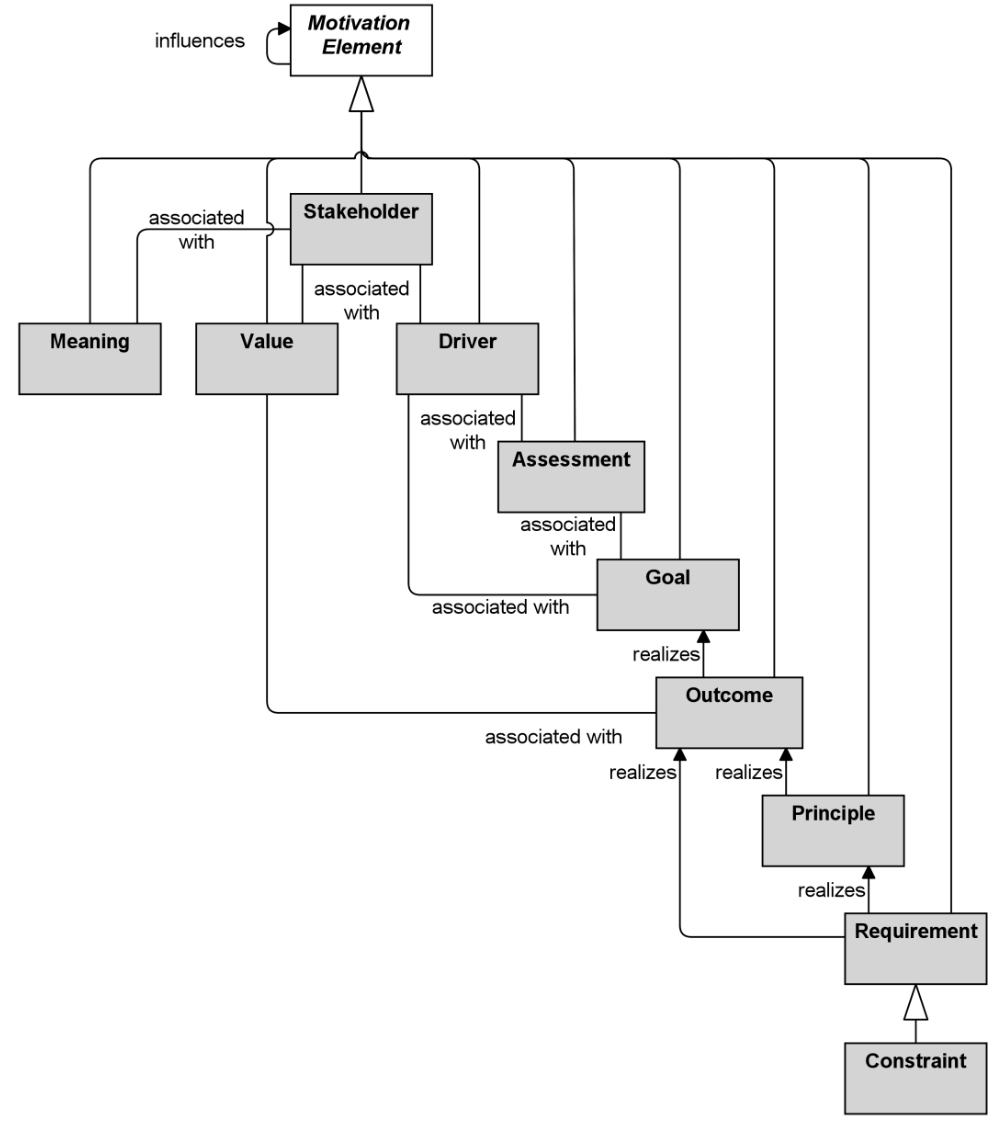 Motivation
Element
influences
Stakeholder
associated
with
associated
with
Meaning
Value
Driver
associated
with
Assessment
associated
with
Goal
associated with
realizes
Outcome
associated with
realizes
realizes
Principle
realizes
Requirement
Constraint